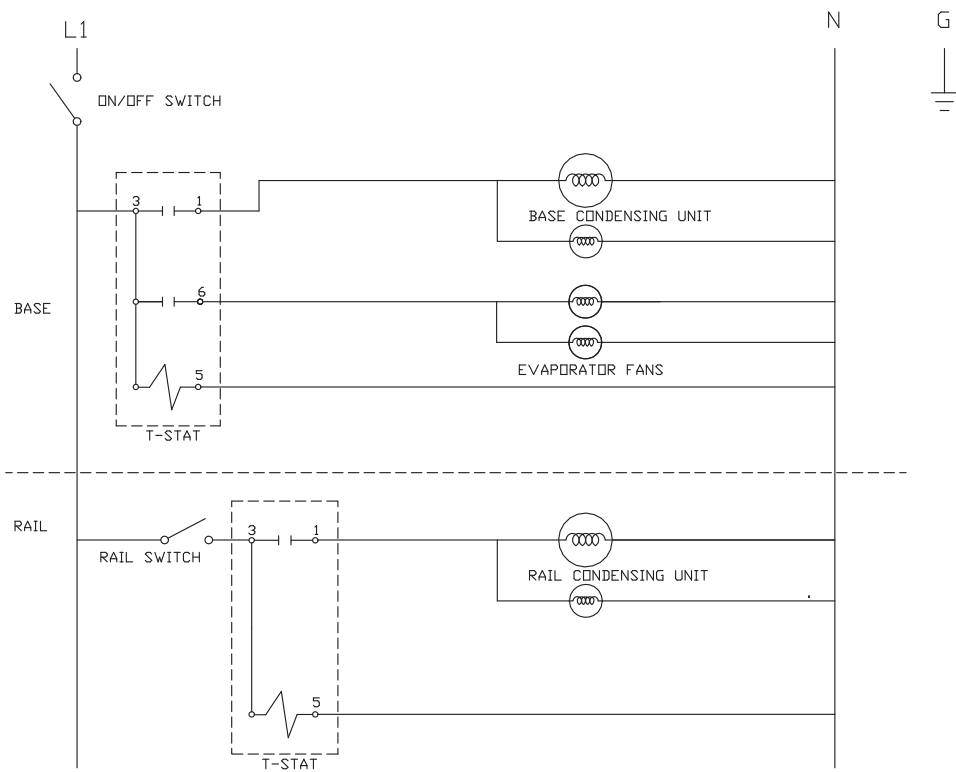 L1
N
G
ON/OFF SWITCH
3
1
BASE CONDENSING UNIT
6
BASE
EVAPORATOR FANS
5
T-STAT
RAIL
3
1
RAIL SWITCH
RAIL CONDENSING UNIT
5
T-STAT